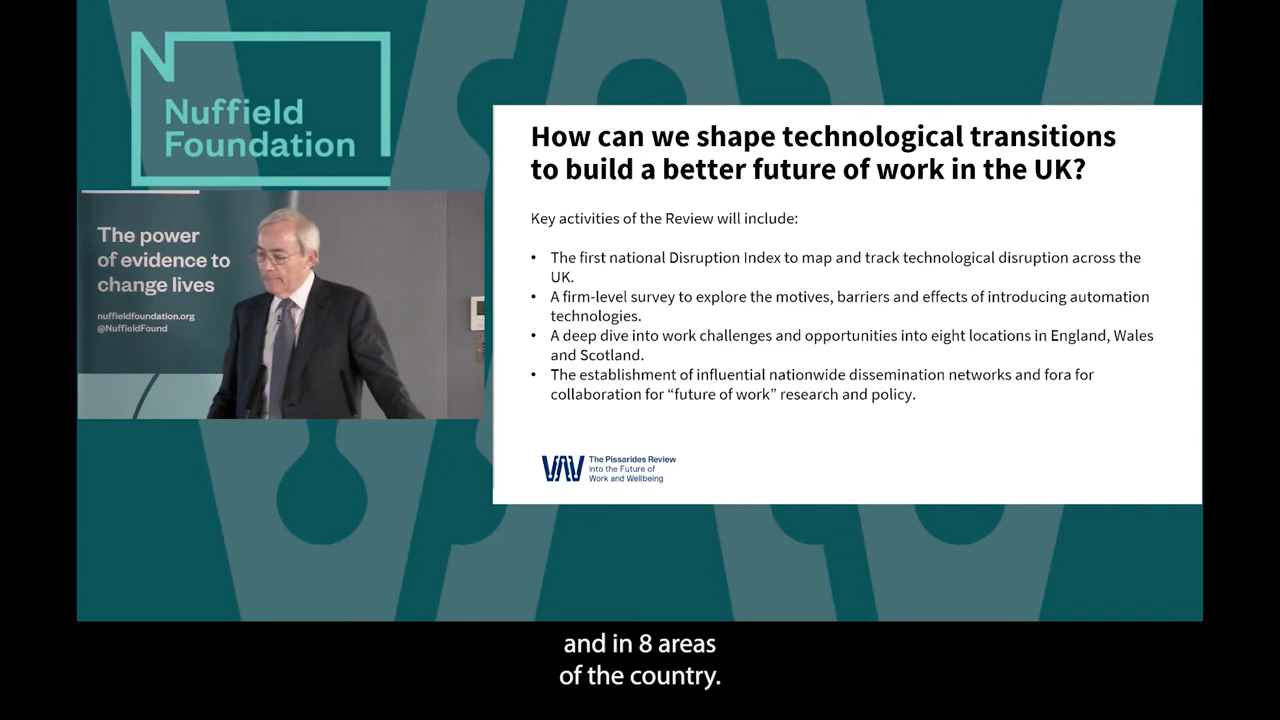 Nuffield
Foundation
The power
of evidence to
change lives
nuffieldfoundation.org
@NuffieldFound
How can we shape technological transitions
to build a better future of work in the UK?
Key activities of the Review will include:
• The first national Disruption Index to map and track technological disruption across the
UK.
• A firm-level survey to explore the motives, barriers and effects of introducing automation
technologies.
• A deep dive into work challenges and opportunities into eight locations in England, Wales
and Scotland.
• The establishment of influential nationwide dissemination networks and fora for
collaboration for “future of work” research and policy.
The Pissarides Review
into the Future of
Work and Wellbeing
and in 8 areas
of the country.